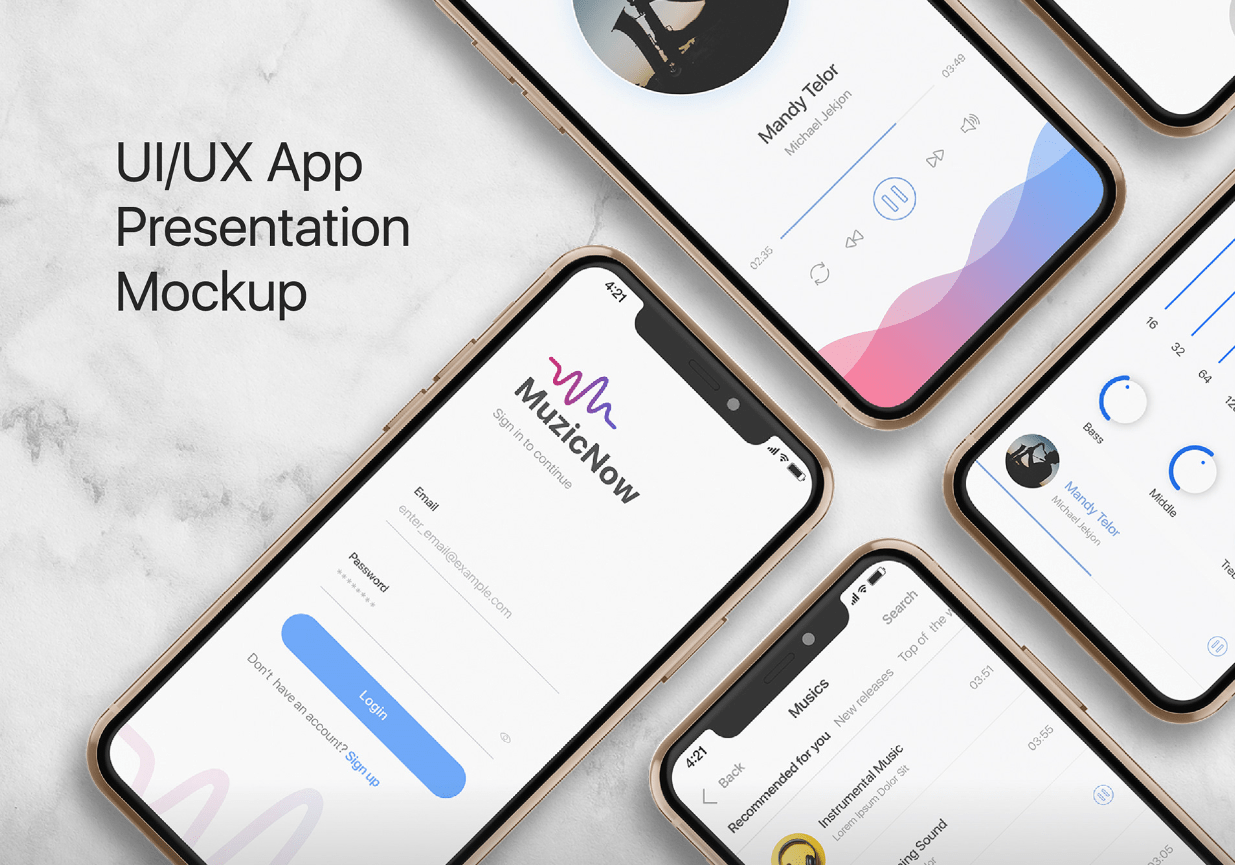 UI/UX App
Presentation
Mockup
Mandy Telor
Michael Jekjon
03:49
02:35
4:21
MuzicNow
Sign in to continue
Email
enter_email@example.com
Password
********
Login
Don't have an account? Sign up
16
32
64
Bass
Middle
Mandy Telor
Michael Jekjon
4:21
Back
Musics
Search
Recommended for you
New releases
Top of the
Instrumental Music
Lorem Ipsum Dolor Sit
03:51
03:55
Sound
03:05